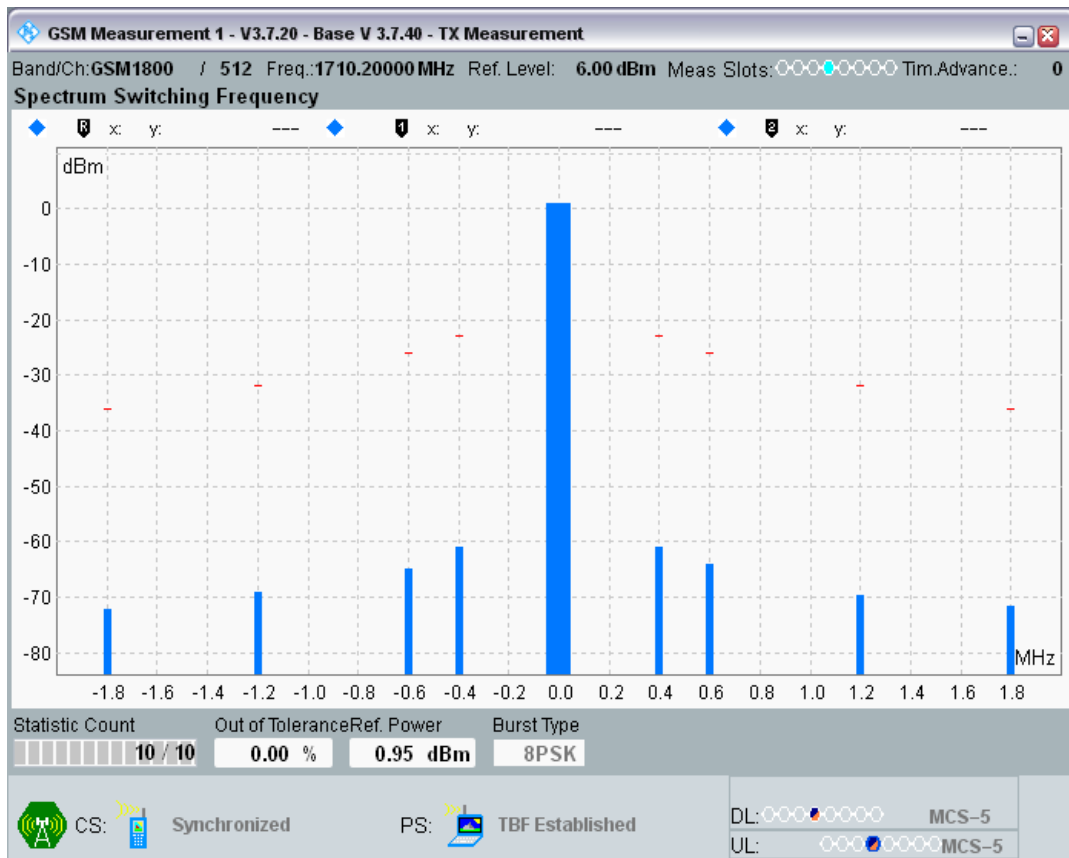 GSM Measurement 1 - V3.7.20 - Base V 3.7.40 - TX Measurement
Band/Ch:GSM1800 / 512 Freq.:1710.20000 MHz Ref. Level: 6.00 dBm Meas Slots: Tim.Advance.: 0
Spectrum Switching Frequency
R x: y: --- 1 x: y: --- 2 x: y: ---
dBm
0
-10
-20
-30
-40
-50
-60
-70
-80
MHz
-1.8 -1.6 -1.4 -1.2 -1.0 -0.8 -0.6 -0.4 -0.2 0.0 0.2 0.4 0.6 0.8 1.0 1.2 1.4 1.6 1.8
Statistic Count Out of Tolerance Ref. Power Burst Type
10 / 10 0.00 % 0.95 dBm 8PSK
CS: Synchronized PS: TBF Established DL: MCS-5
UL: MCS-5